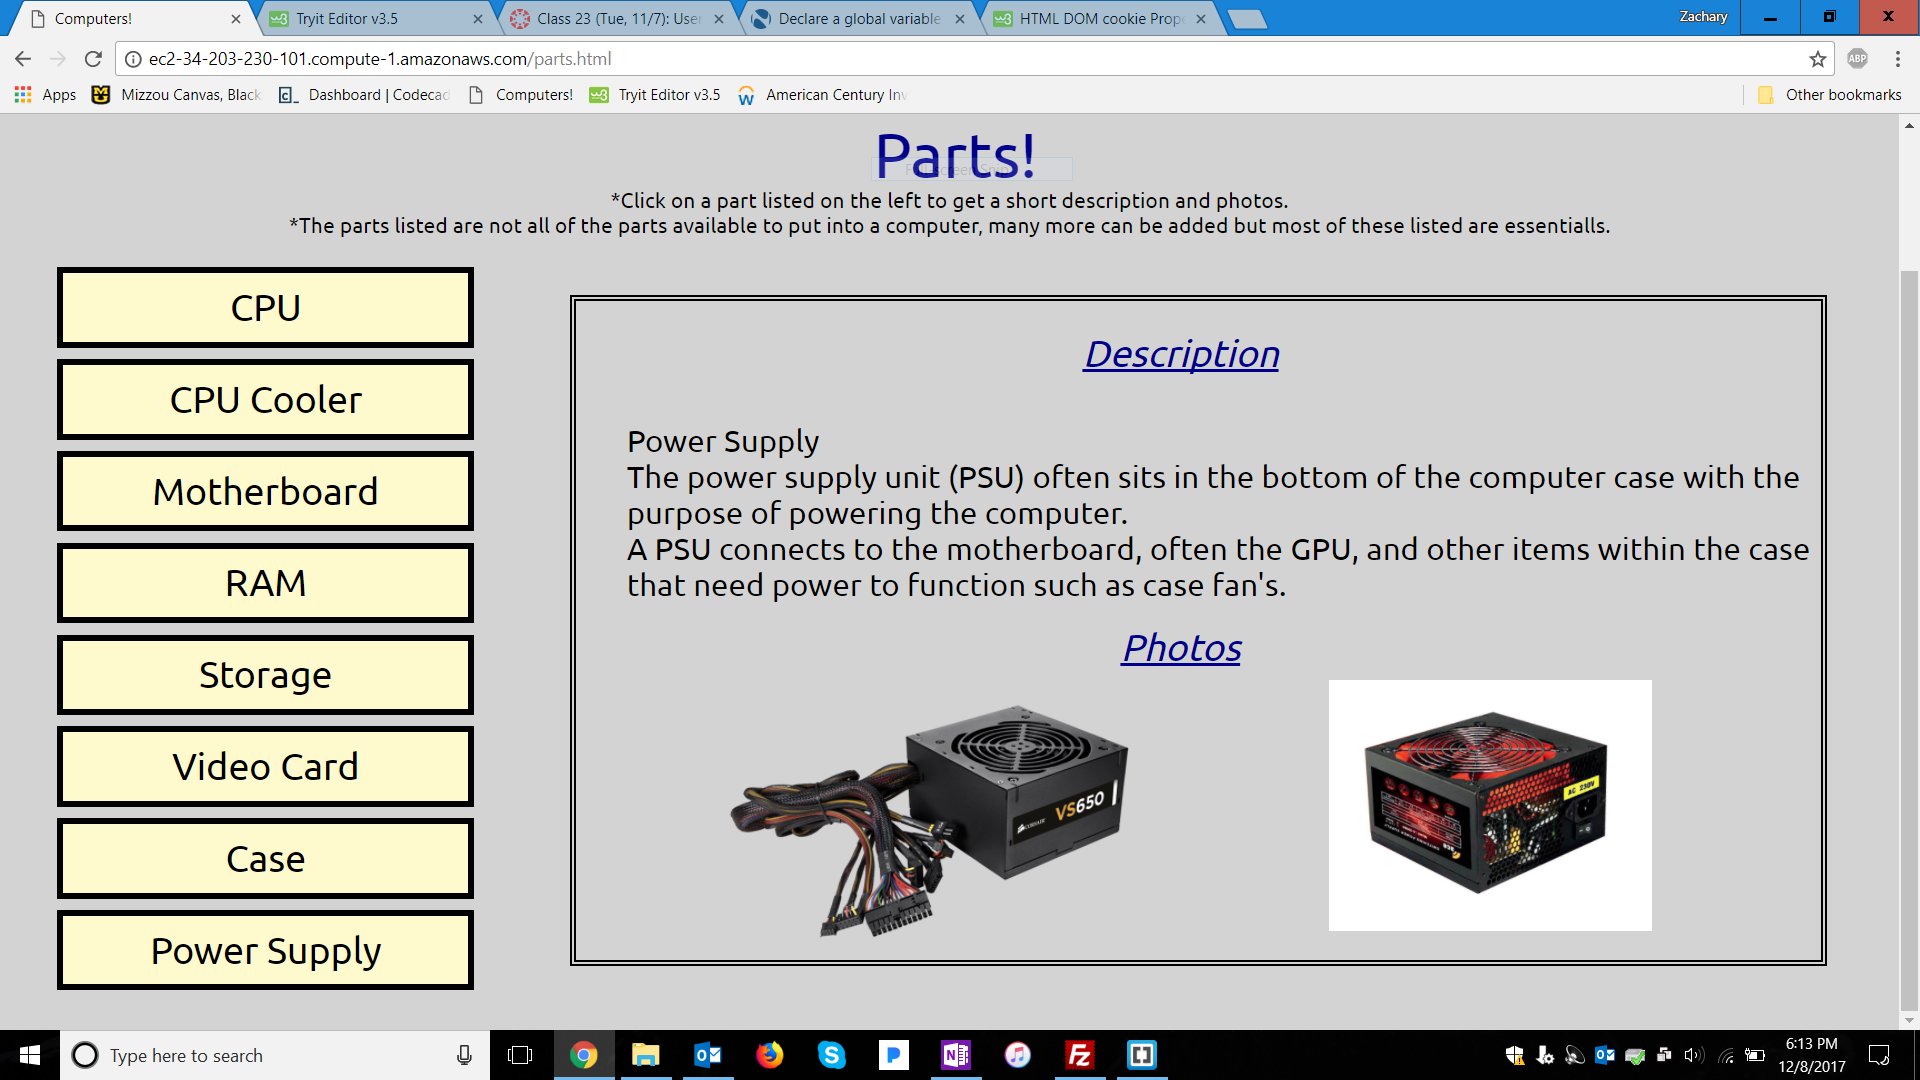 Computers!
Tryit Editor v3.5
Class 23 (Tue, 11/7): User
Declare a global variable
HTML DOM cookie Prope
Zachary
ec2-34-203-230-101.compute-1.amazonaws.com/parts.html
ABP
Apps
Mizzou Canvas, Black
Dashboard | Codecad
Computers!
Tryit Editor v3.5
American Century Inv
Other bookmarks
Parts!
*Click on a part listed on the left to get a short description and photos.
*The parts listed are not all of the parts available to put into a computer, many more can be added but most of these listed are essentialls.
CPU
CPU Cooler
Motherboard
RAM
Storage
Video Card
Case
Power Supply
Description
Power Supply
The power supply unit (PSU) often sits in the bottom of the computer case with the
purpose of powering the computer.
A PSU connects to the motherboard, often the GPU, and other items within the case
that need power to function such as case fan's.
Photos
CORSAIR
VS650
AC 230V
Type here to search
6:13 PM
12/8/2017